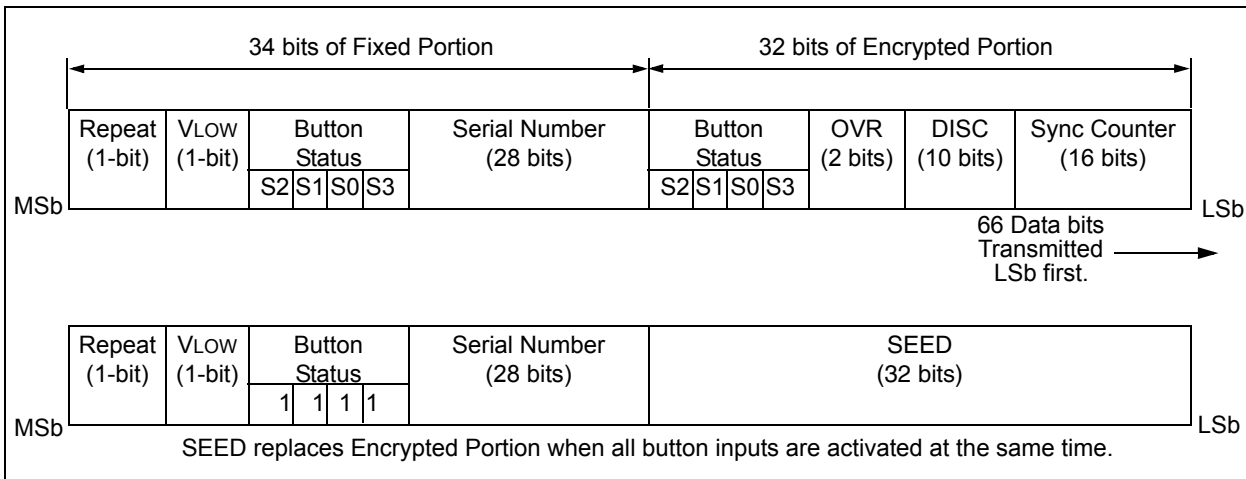 34 bits of Fixed Portion 32 bits of Encrypted Portion
Repeat VLOW Button Serial Number Button OVR DISC Sync Counter
(1-bit) (1-bit) Status (28 bits) Status (2 bits) (10 bits) (16 bits)
S2 S1 S0 S3 S2 S1 S0 S3
MSb LSb
66 Data bits
Transmitted
LSb first.
Repeat VLOW Button Serial Number SEED
(1-bit) (1-bit) Status (28 bits) (32 bits)
1 1 1 1
MSb LSb
SEED replaces Encrypted Portion when all button inputs are activated at the same time.